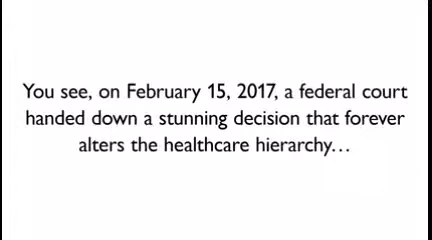 You see, on February 15, 2017, a federal court
handed down a stunning decision that forever
alters the healthcare hierarchy…